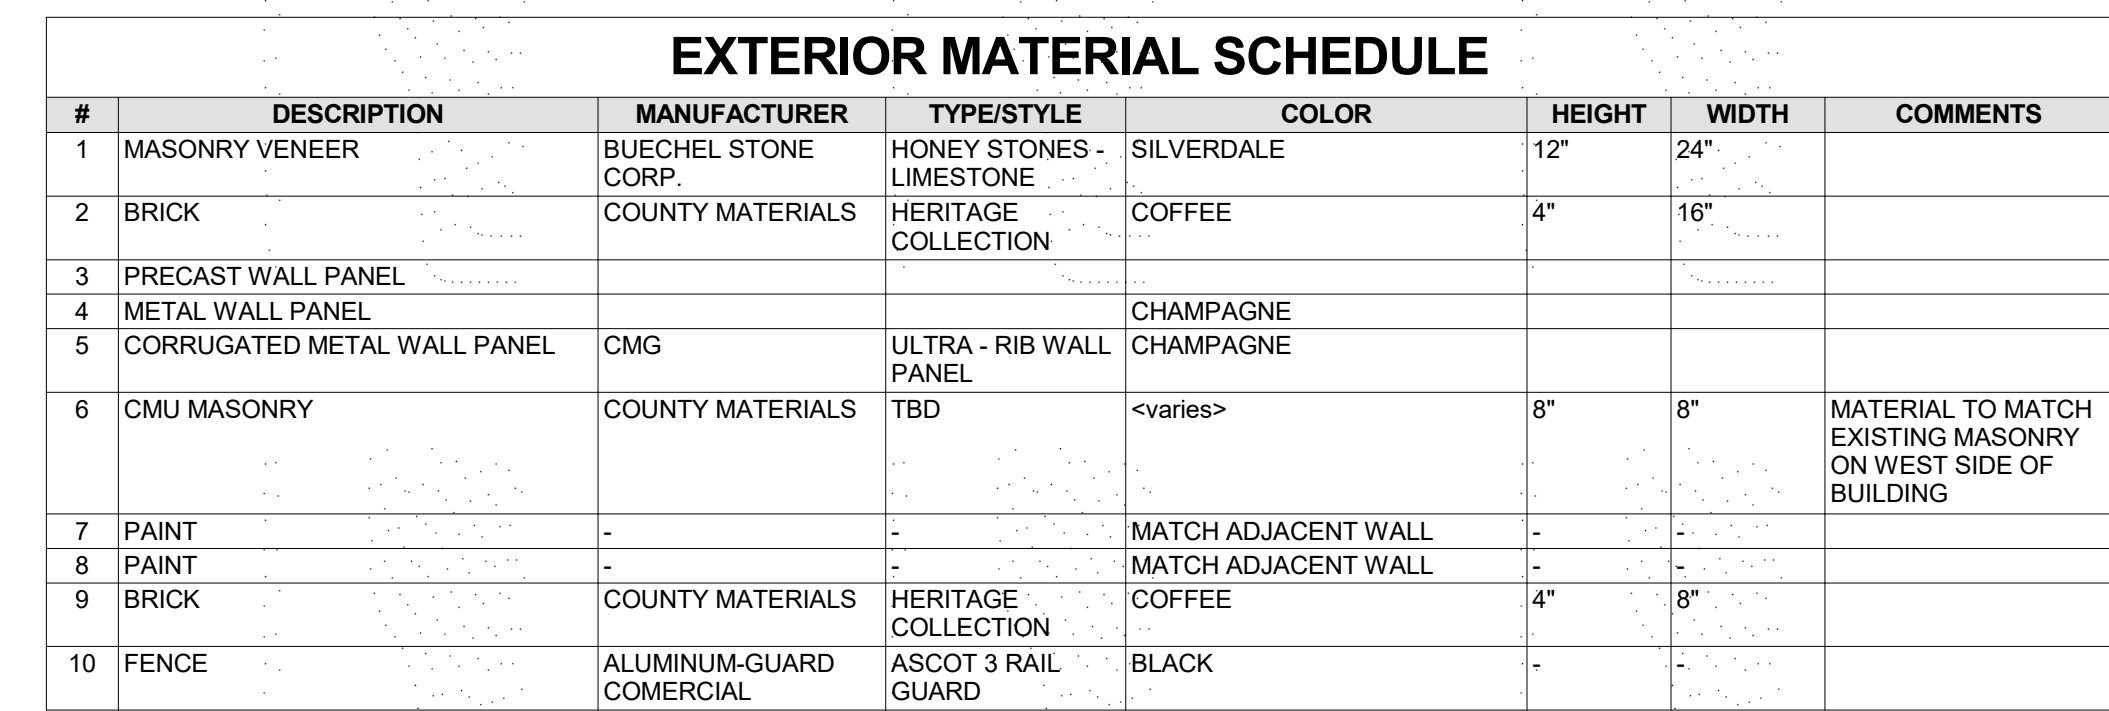 EXTERIOR MATERIAL SCHEDULE
# DESCRIPTION MANUFACTURER TYPE/STYLE COLOR HEIGHT WIDTH COMMENTS
1 MASONRY VENEER BUECHEL STONE HONEY STONES - SILVERDALE 12" 24"
CORP. LIMESTONE
2 BRICK COUNTY MATERIALS HERITAGE COFFEE 4" 16"
COLLECTION
3 PRECAST WALL PANEL
4 METAL WALL PANEL CHAMPAGNE
5 CORRUGATED METAL WALL PANEL CMG ULTRA - RIB WALL CHAMPAGNE
PANEL
6 CMU MASONRY COUNTY MATERIALS TBD <varies> 8" 8" MATERIAL TO MATCH
EXISTING MASONRY
ON WEST SIDE OF
BUILDING
7 PAINT - - MATCH ADJACENT WALL - -
8 PAINT - - MATCH ADJACENT WALL - -
9 BRICK COUNTY MATERIALS HERITAGE COFFEE 4" 8"
COLLECTION
10 FENCE ALUMINUM-GUARD ASCOT 3 RAIL BLACK - -
COMERCIAL GUARD